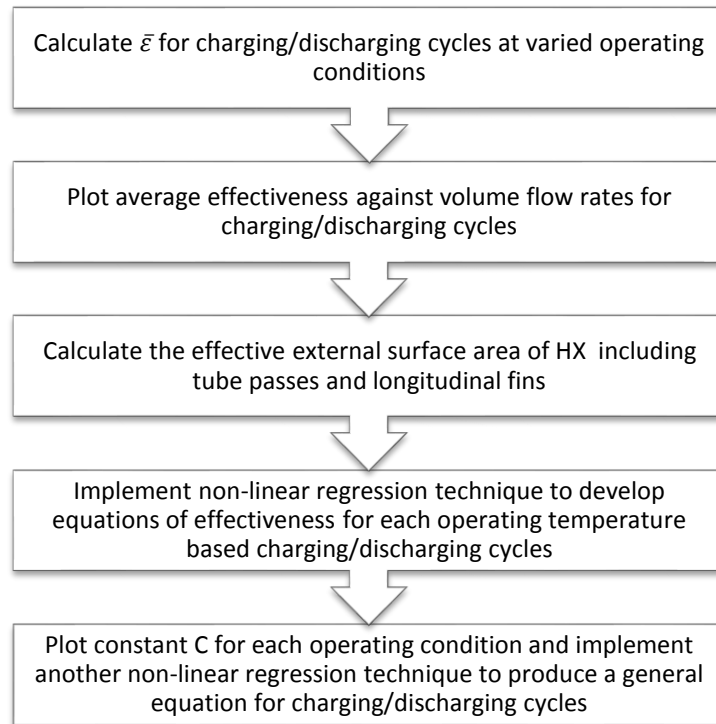 Calculate ε̄ for charging/discharging cycles at varied operating
conditions
Plot average effectiveness against volume flow rates for
charging/discharging cycles
Calculate the effective external surface area of HX including
tube passes and longitudinal fins
Implement non-linear regression technique to develop
equations of effectiveness for each operating temperature
based charging/discharging cycles
Plot constant C for each operating condition and implement
another non-linear regression technique to produce a general
equation for charging/discharging cycles